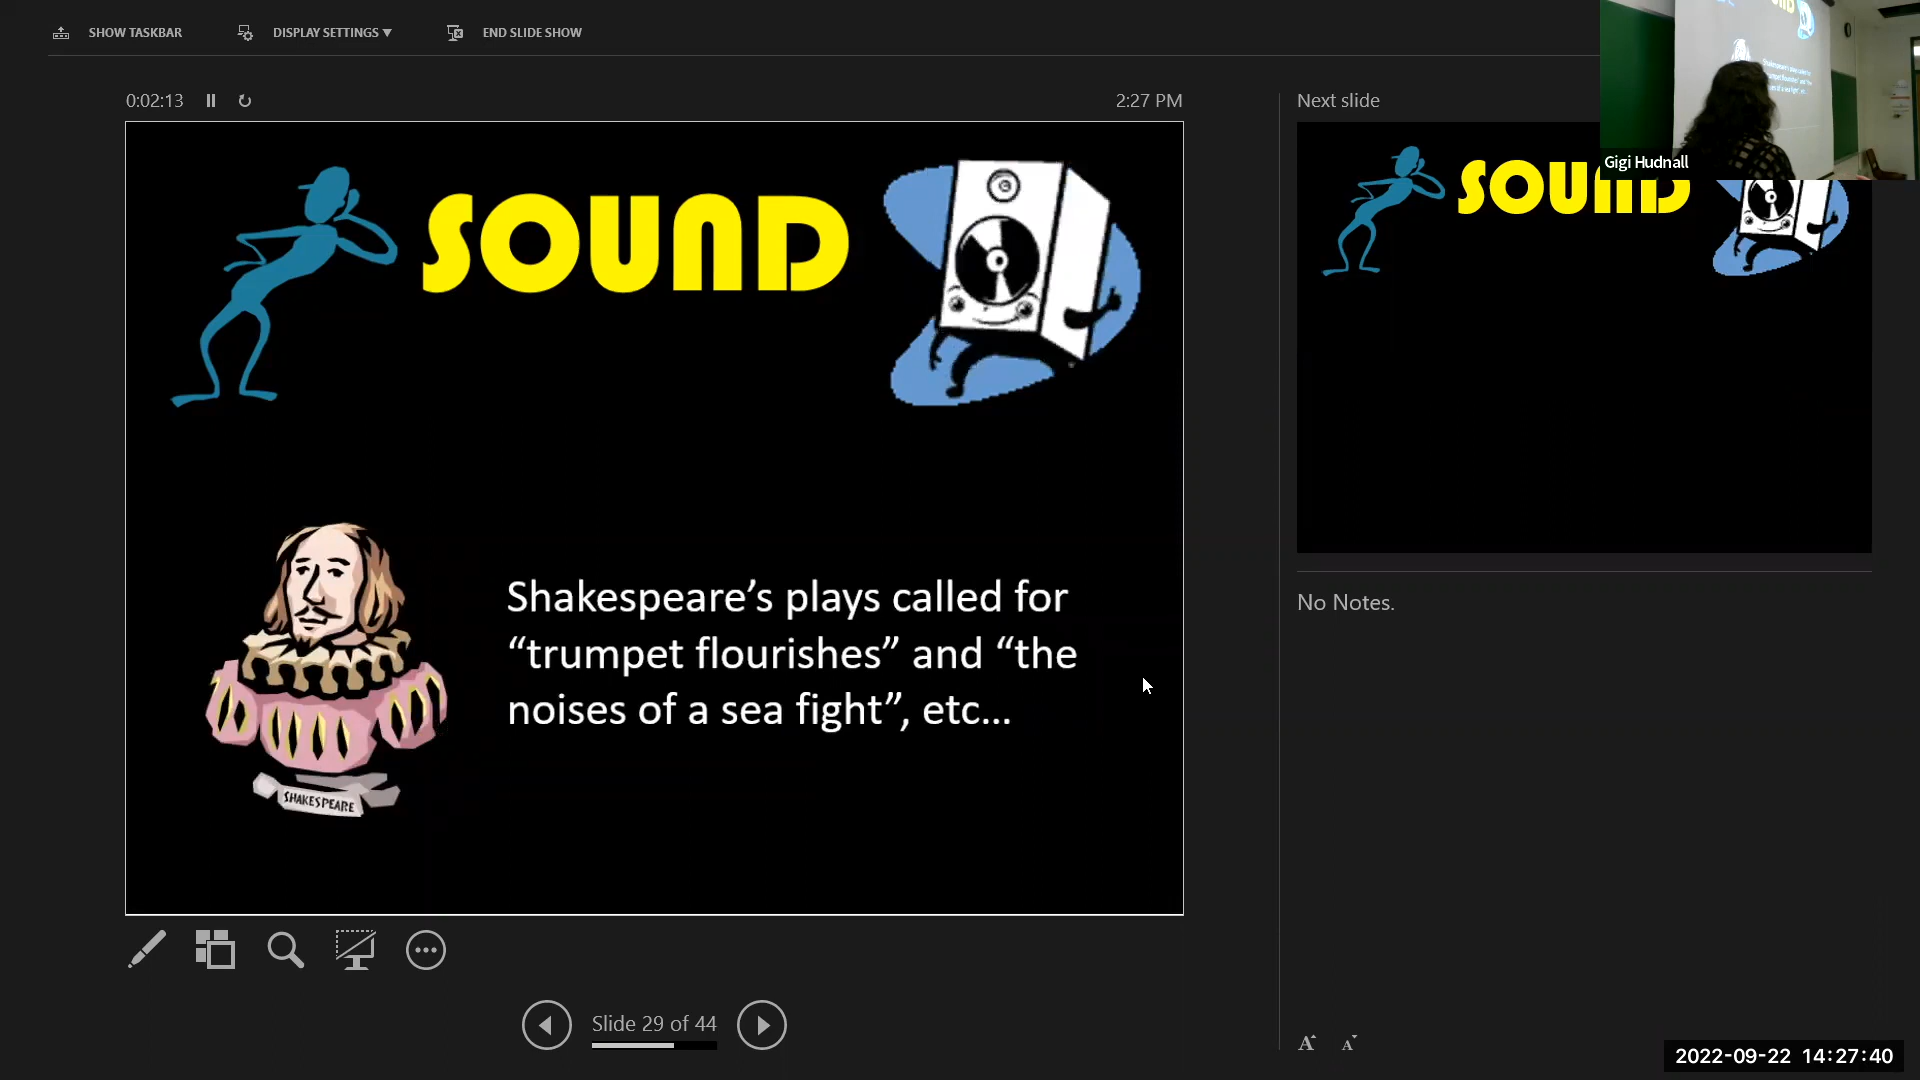 SHOW TASKBAR
DISPLAY SETTINGS ▼
END SLIDE SHOW
0:02:13
2:27 PM
Next slide
Gigi Hudnall
SOUND
SOUND
Shakespeare’s plays called for
“trumpet flourishes” and “the
noises of a sea fight”, etc...
SHAKESPEARE
No Notes.
Slide 29 of 44
2022-09-22 14:27:40